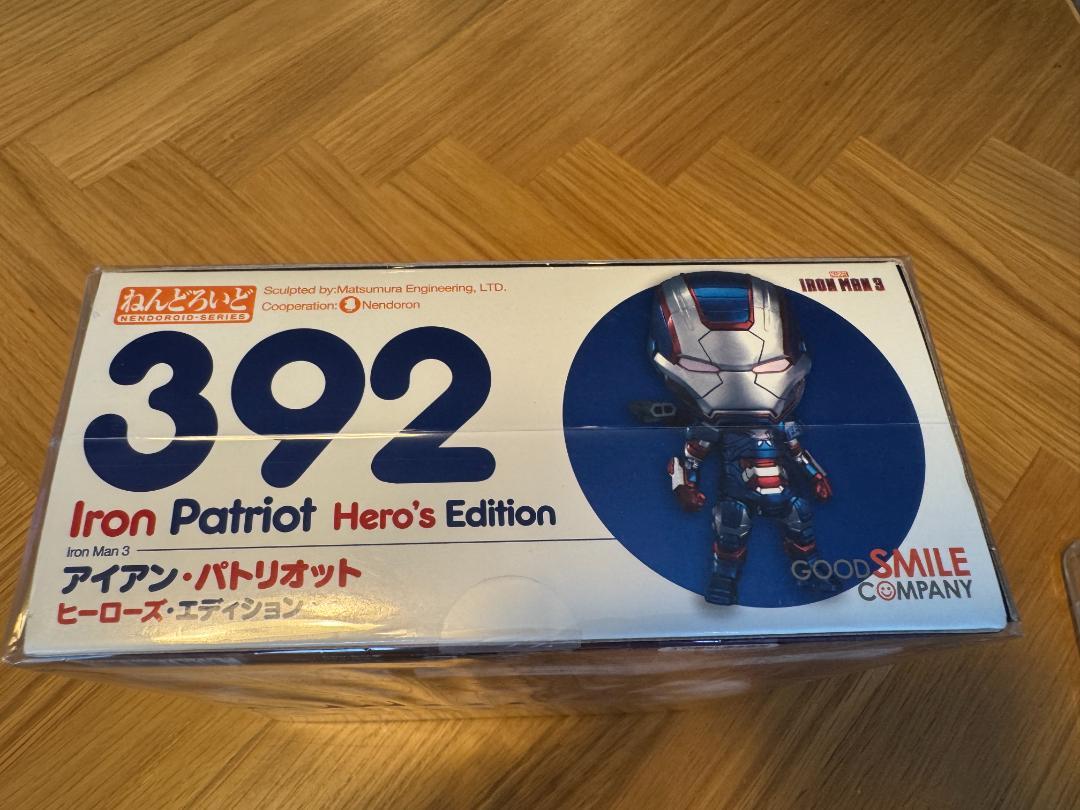 ねんどろいど
NENDOROID-SERIES
Sculpted by:Matsumura Engineering, LTD.
Cooperation: Nendoron
MARVEL
IRON MAN 3
392
Iron Patriot Hero's Edition
Iron Man 3
アイアン・パトリオット
ヒーローズ・エディション
GOOD SMILE
COMPANY